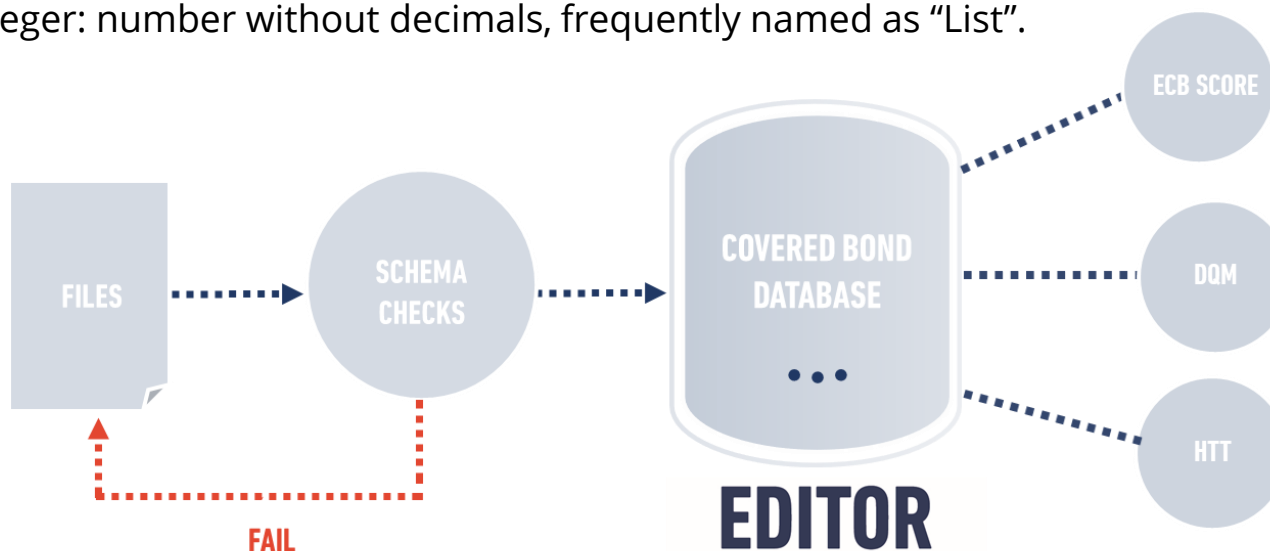 eger: number without decimals, frequently named as “List”.
ECB SCORE
FILES
SCHEMA
CHECKS
COVERED BOND
DATABASE
DQM
HTT
EDITOR
FAIL